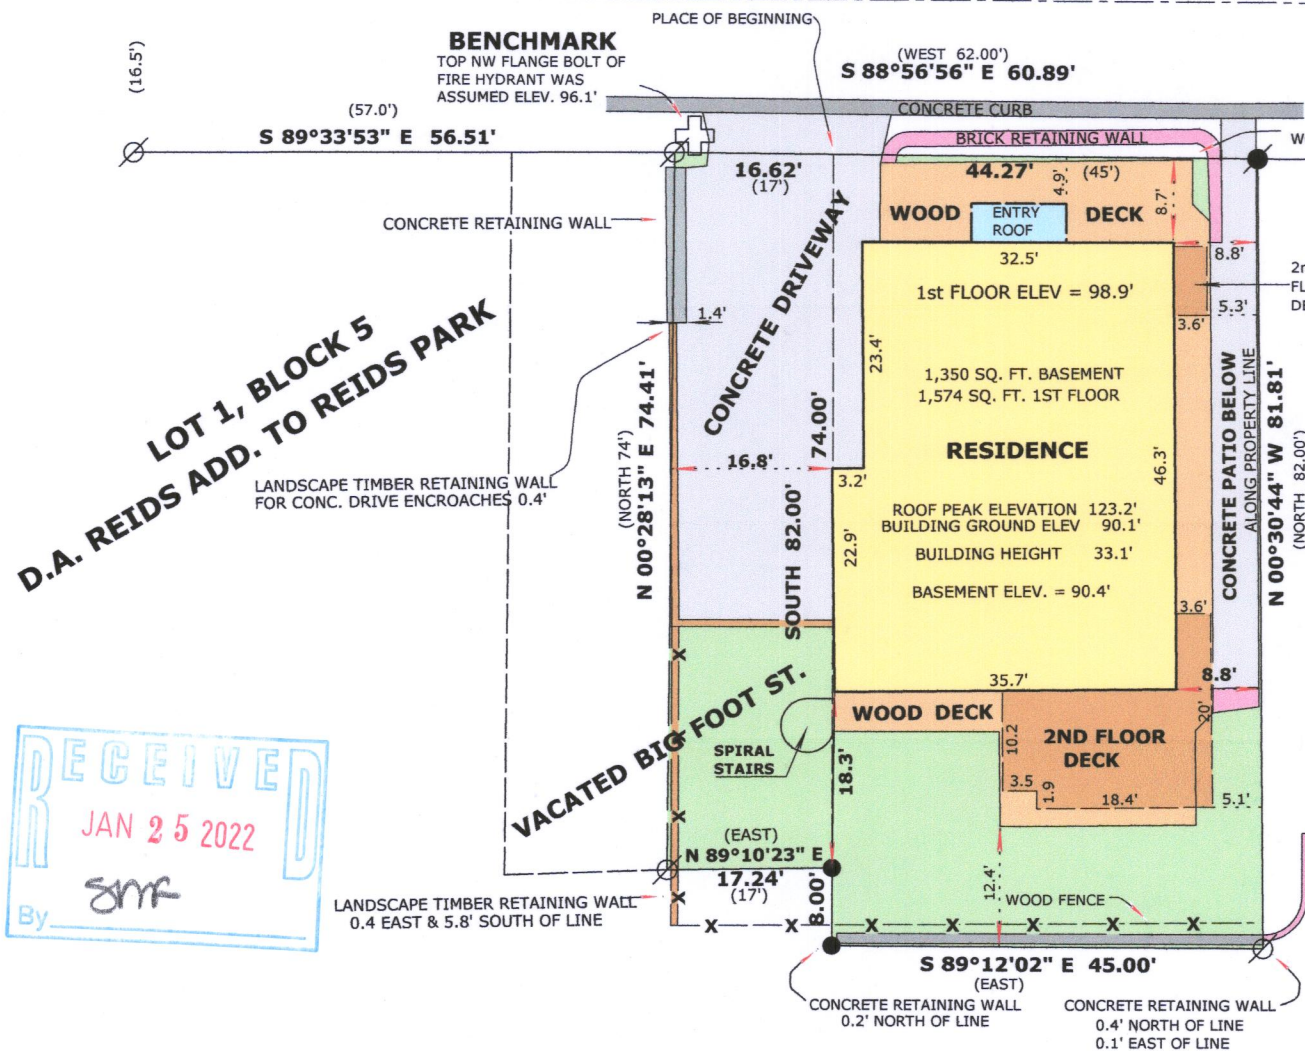 PLACE OF BEGINNING
BENCHMARK
TOP NW FLANGE BOLT OF
FIRE HYDRANT WAS
ASSUMED ELEV. 96.1'
(16.5')
(57.0')
S 89°33'53" E 56.51'
(WEST 62.00')
S 88°56'56" E 60.89'
CONCRETE CURB
BRICK RETAINING WALL
W
16.62'
(17')
44.27'
(45')
4.9'
8.7'
CONCRETE RETAINING WALL
WOOD
ENTRY
ROOF
DECK
32.5'
8.8'
1st FLOOR ELEV = 98.9'
5.3'
3.6'
1.4'
CONCRETE DRIVEWAY
23.4'
1,350 SQ. FT. BASEMENT
1,574 SQ. FT. 1ST FLOOR
LOT 1, BLOCK 5
D.A. REIDS ADD. TO REIDS PARK
RESIDENCE
46.3'
CONCRETE PATIO BELOW
ALONG PROPERTY LINE
N 00°30'44" W 81.81'
(NORTH 82.00')
LANDSCAPE TIMBER RETAINING WALL
FOR CONC. DRIVE ENCROACHES 0.4'
(NORTH 74')
N 00°28'13" E 74.41'
16.8'
74.00'
SOUTH 82.00'
3.2'
22.9'
ROOF PEAK ELEVATION 123.2'
BUILDING GROUND ELEV 90.1'
BUILDING HEIGHT 33.1'
BASEMENT ELEV. = 90.4'
3.6'
35.7'
8.8'
VACATED BIG FOOT ST.
WOOD DECK
SPIRAL
STAIRS
18.3'
10.2
2ND FLOOR
DECK
20'
3.5
1.9
18.4'
5.1'
RECEIVED
JAN 25 2022
By smr
(EAST)
N 89°10'23" E
17.24'
(17')
8.00'
12.4'
WOOD FENCE
LANDSCAPE TIMBER RETAINING WALL
0.4 EAST & 5.8' SOUTH OF LINE
S 89°12'02" E 45.00'
(EAST)
CONCRETE RETAINING WALL
0.2' NORTH OF LINE
CONCRETE RETAINING WALL
0.4' NORTH OF LINE
0.1' EAST OF LINE